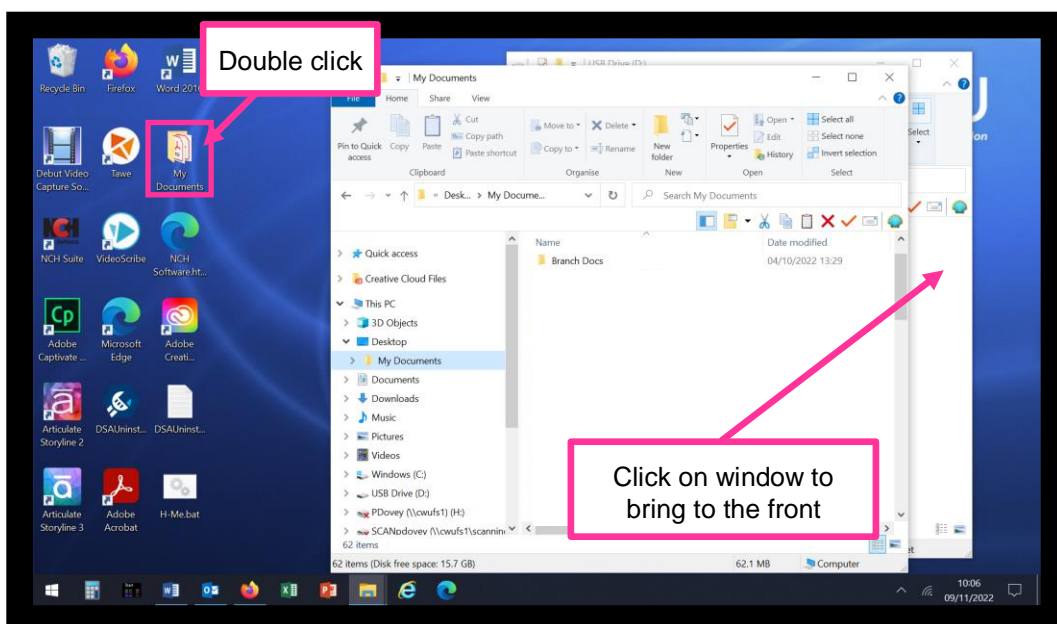 Double click
Recycle Bin
Firefox
Word 201
Debut Video
Capture So...
Tawe
My
Documents
NCH Suite
VideoScribe
NCH
Software.ht...
Adobe
Captivate ...
Microsoft
Edge
Adobe
Creati...
Articulate
Storyline 2
DSAUninst...
DSAUninst...
Articulate
Storyline 3
Adobe
Acrobat
H-Me.bat
USB Drive (D:)
My Documents
File Home Share View
Pin to Quick
access
Copy
Paste
Cut
Copy path
Paste shortcut
Clipboard
Move to
Copy to
Delete
Rename
Organise
New
folder
New
Properties
Open
Edit
History
Open
Select all
Select none
Invert selection
Select
Select
Desk... > My Docume...
Search My Documents
Name Date modified
Branch Docs 04/10/2022 13:29
Quick access
Creative Cloud Files
This PC
3D Objects
Desktop
My Documents
Documents
Downloads
Music
Pictures
Videos
Windows (C:)
USB Drive (D:)
PDovey (\\cwufs1) (H:)
SCANpdovey (\\cwufs1\scannin
62 items
62 items (Disk free space: 15.7 GB) 62.1 MB Computer
Click on window to
bring to the front
10:06
09/11/2022